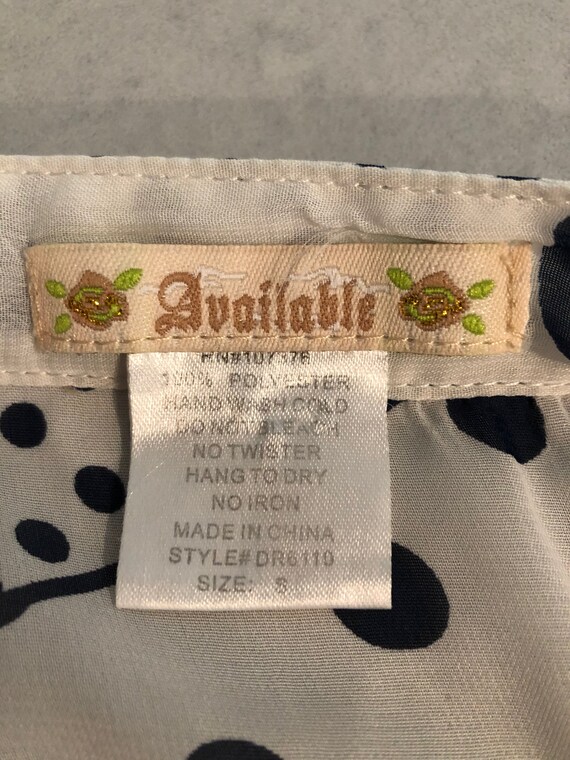 Available
100% POLYESTER
HAND WASH COLD
DO NOT BLEACH
NO TWISTER
HANG TO DRY
NO IRON
MADE IN CHINA
STYLE# DR6110
SIZE: S